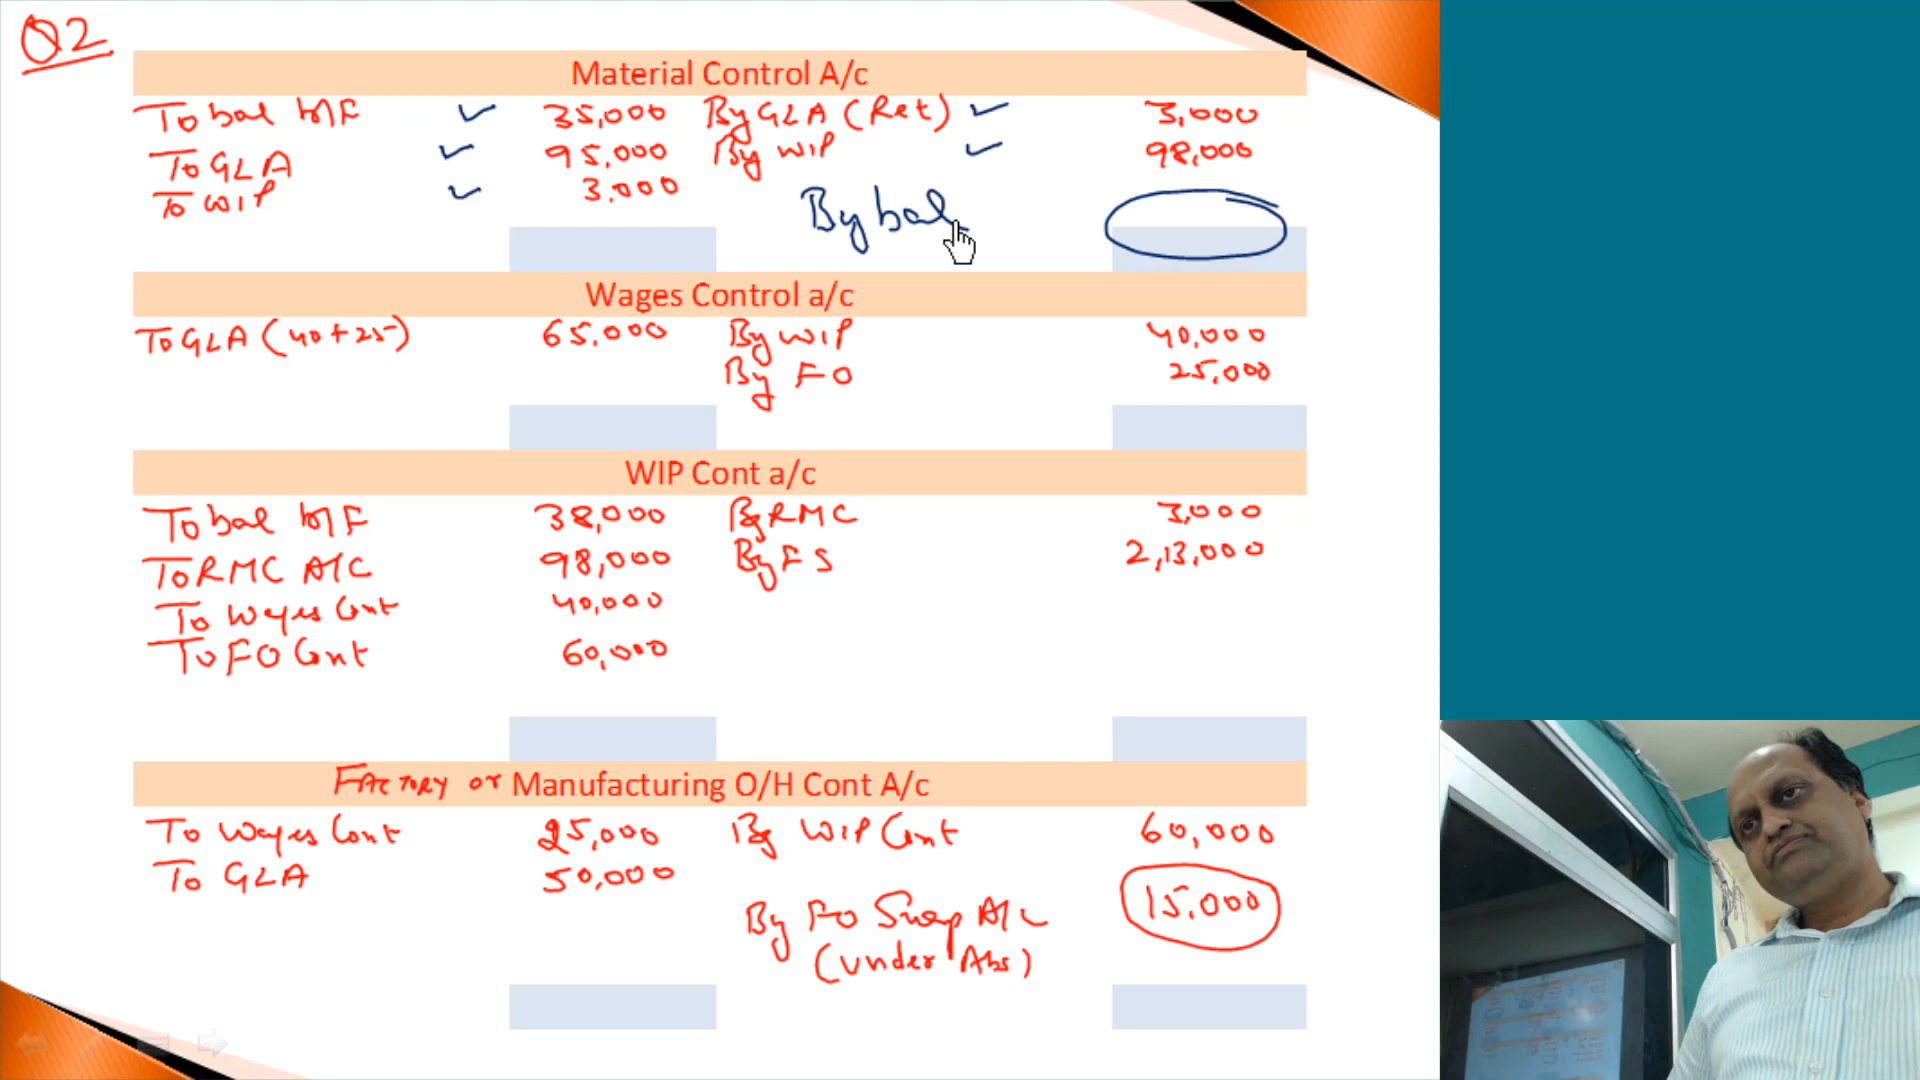 Q2
Material Control A/c
To bal b/f 35,000 By GLA (Ret) 3,000
To GLA 95,000 By WIP 98,000
To WIP 3,000
By bal
Wages Control a/c
To GLA (40+25) 65,000 By WIP 40,000
By FO 25,000
WIP Cont a/c
To bal b/f 38,000 By RMC 3,000
To RMC A/C 98,000 By FS 2,13,000
To Wages Cont 40,000
To FO Cont 60,000
FACTORY or Manufacturing O/H Cont A/c
To Wages Cont 25,000 By WIP Cont 60,000
To GLA 50,000
By FO Susp A/c 15,000
(Under Abs)